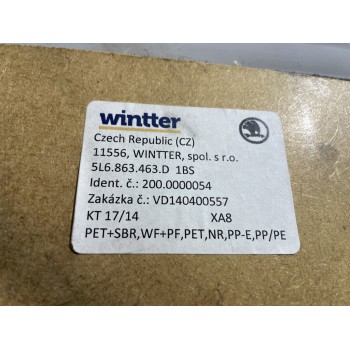 wintter
Czech Republic (CZ)
11556, WINTTER, spol. s r.o.
5L6.863.463.D 1BS
Ident. č.: 200.0000054
Zakázka č.: VD140400557
KT 17/14 XA8
PET+SBR,WF+PF,PET,NR,PP-E,PP/PE